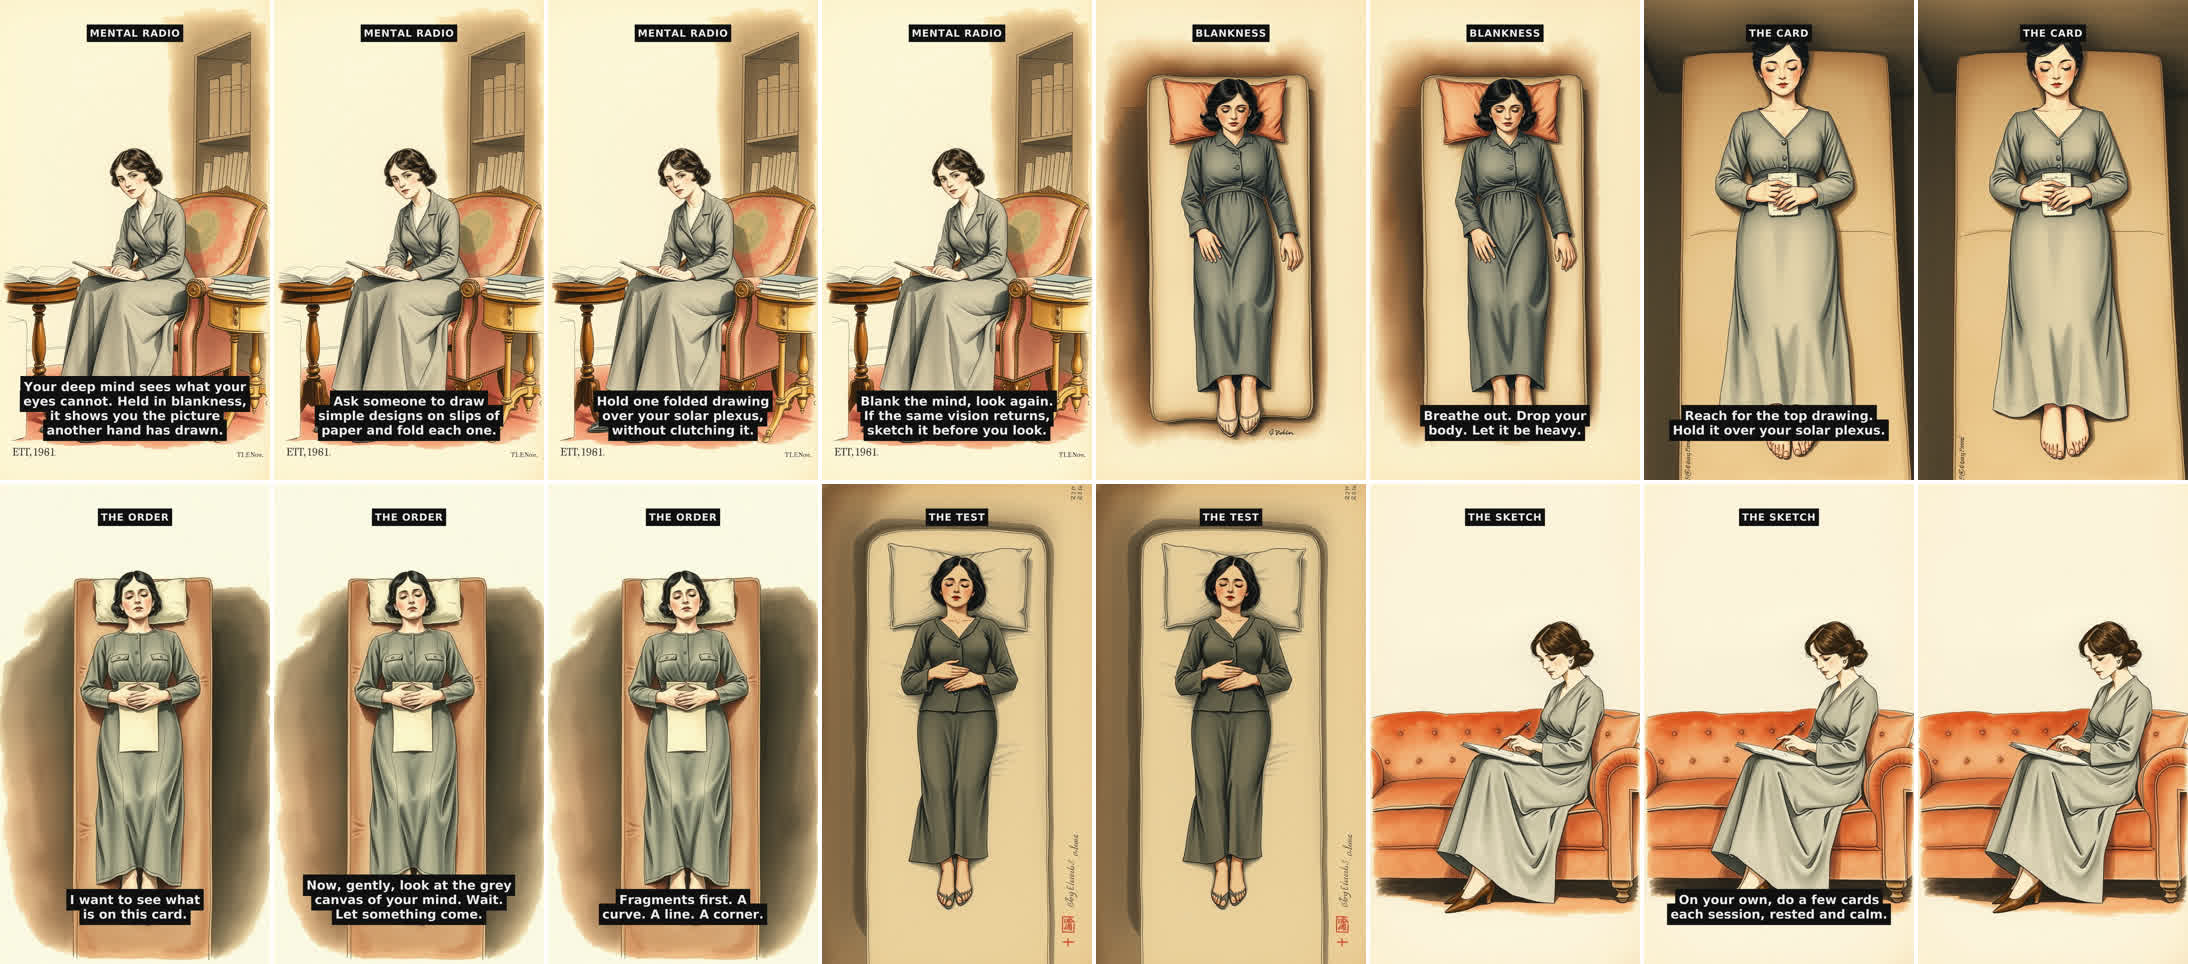 MENTAL RADIO
Your deep mind sees what your
eyes cannot. Held in blankness,
it shows you the picture
another hand has drawn.
ETT, 1961.
MENTAL RADIO
Ask someone to draw
simple designs on slips of
paper and fold each one.
ETT, 1961.
MENTAL RADIO
Hold one folded drawing
over your solar plexus,
without clutching it.
ETT, 1961.
MENTAL RADIO
Blank the mind, look again.
If the same vision returns,
sketch it before you look.
ETT, 1961.
BLANKNESS
BLANKNESS
Breathe out. Drop your
body. Let it be heavy.
THE CARD
Reach for the top drawing.
Hold it over your solar plexus.
THE CARD
THE ORDER
I want to see what
is on this card.
THE ORDER
Now, gently, look at the grey
canvas of your mind. Wait.
Let something come.
THE ORDER
Fragments first. A
curve. A line. A corner.
THE TEST
THE TEST
THE SKETCH
THE SKETCH
On your own, do a few cards
each session, rested and calm.